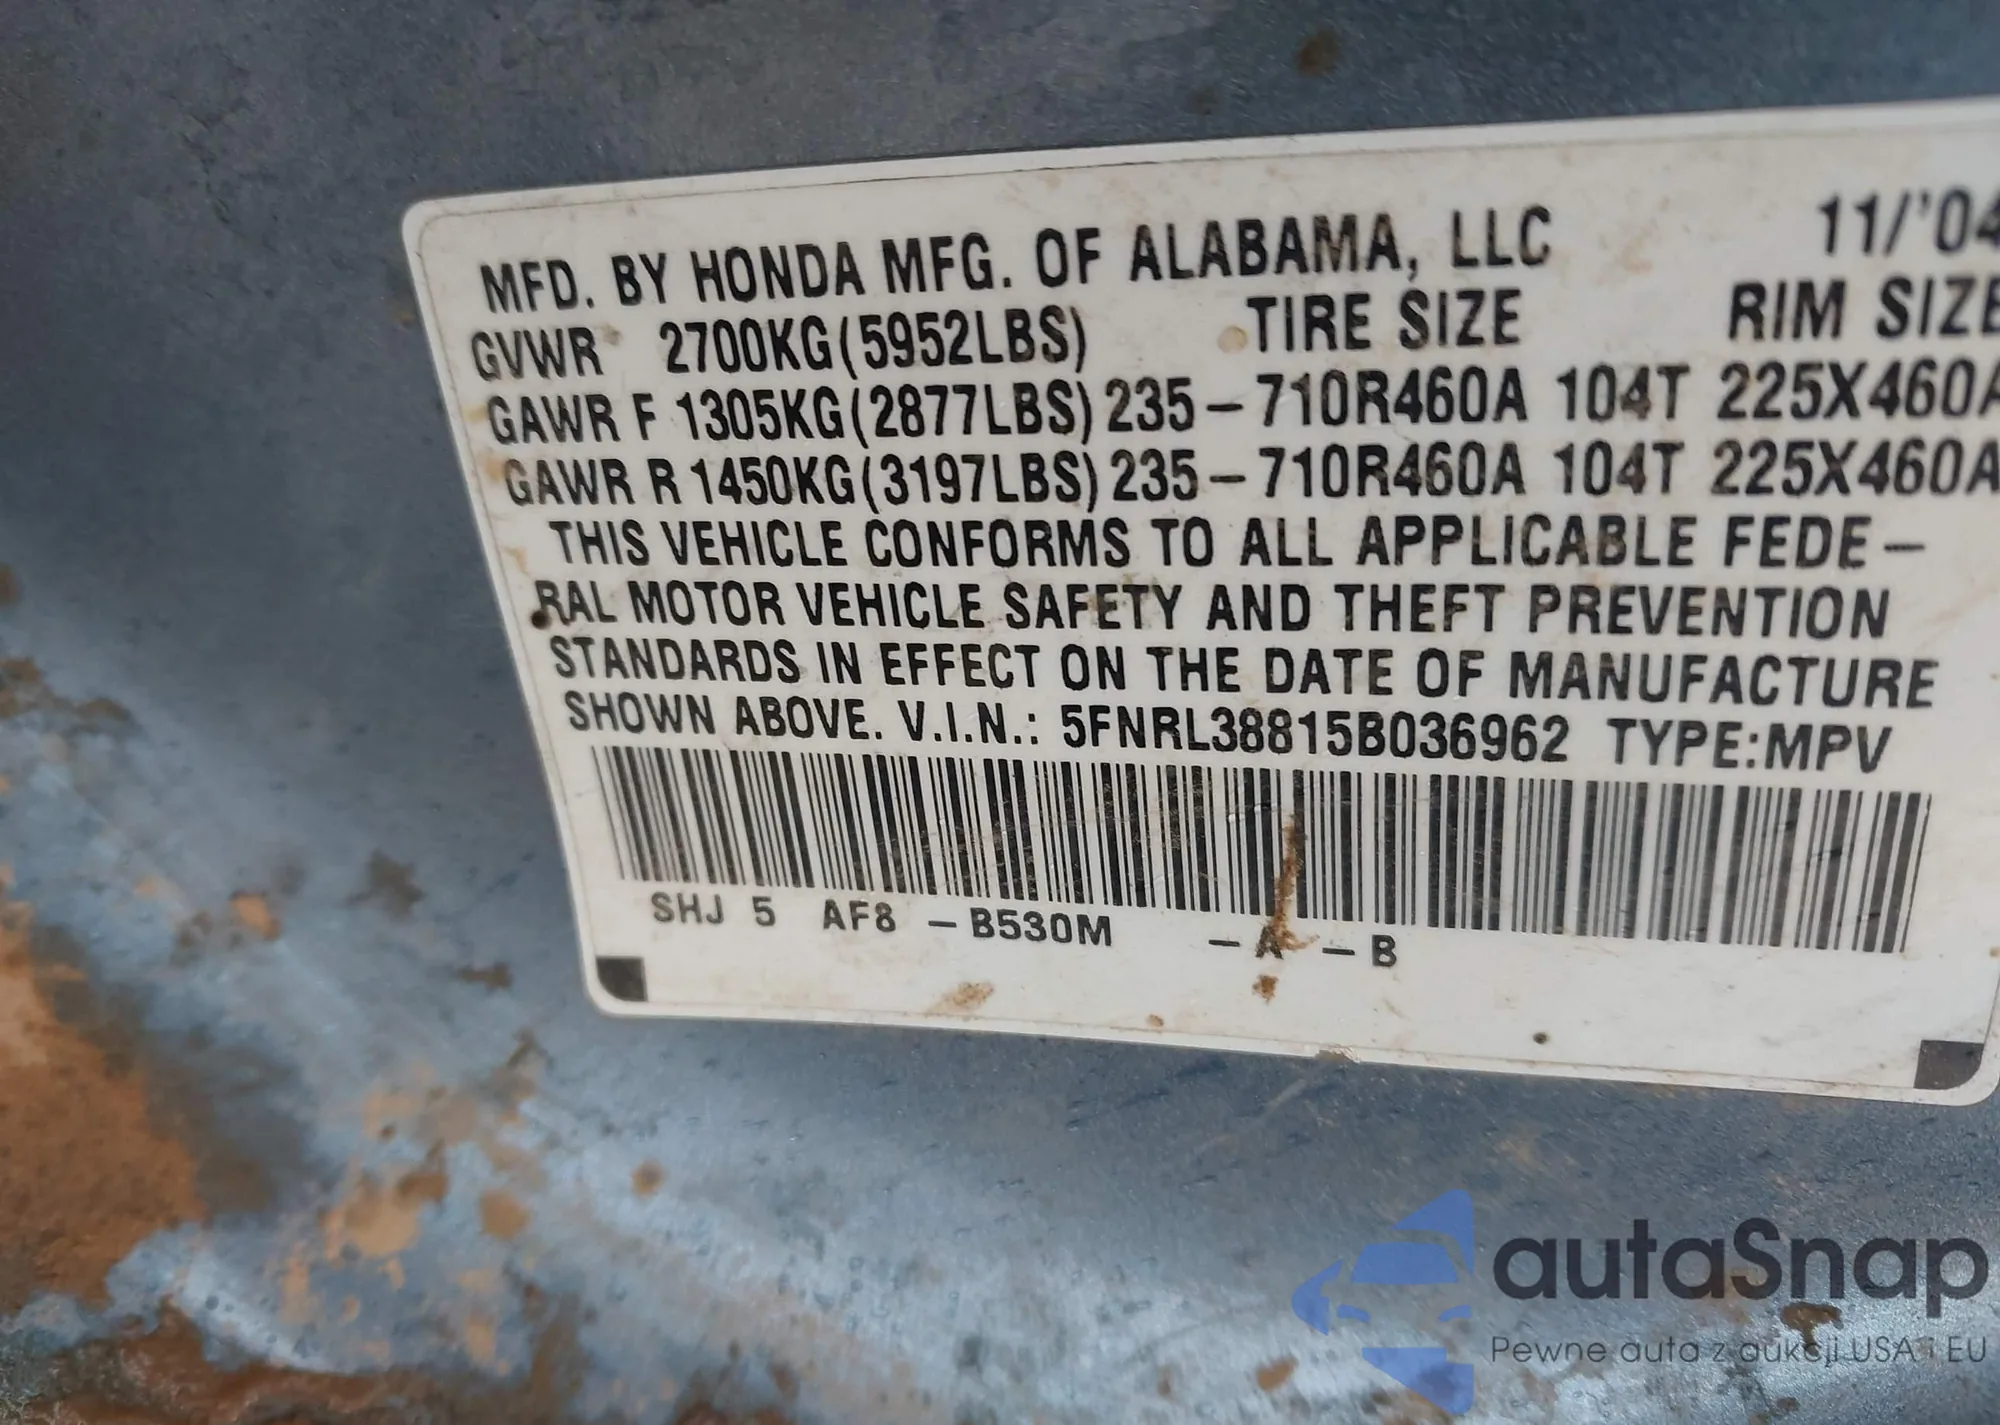 MFD. BY HONDA MFG. OF ALABAMA, LLC 11/'04
GVWR 2700KG(5952LBS) TIRE SIZE RIM SIZE
GAWR F 1305KG(2877LBS) 235-710R460A 104T 225X460A
GAWR R 1450KG(3197LBS) 235-710R460A 104T 225X460A
THIS VEHICLE CONFORMS TO ALL APPLICABLE FEDE-
RAL MOTOR VEHICLE SAFETY AND THEFT PREVENTION
STANDARDS IN EFFECT ON THE DATE OF MANUFACTURE
SHOWN ABOVE. V.I.N.: 5FNRL38815B036962 TYPE:MPV
SHJ 5 AF8 -B530M -A -B
autaSnap
Pewne auta z aukcji USA i EU